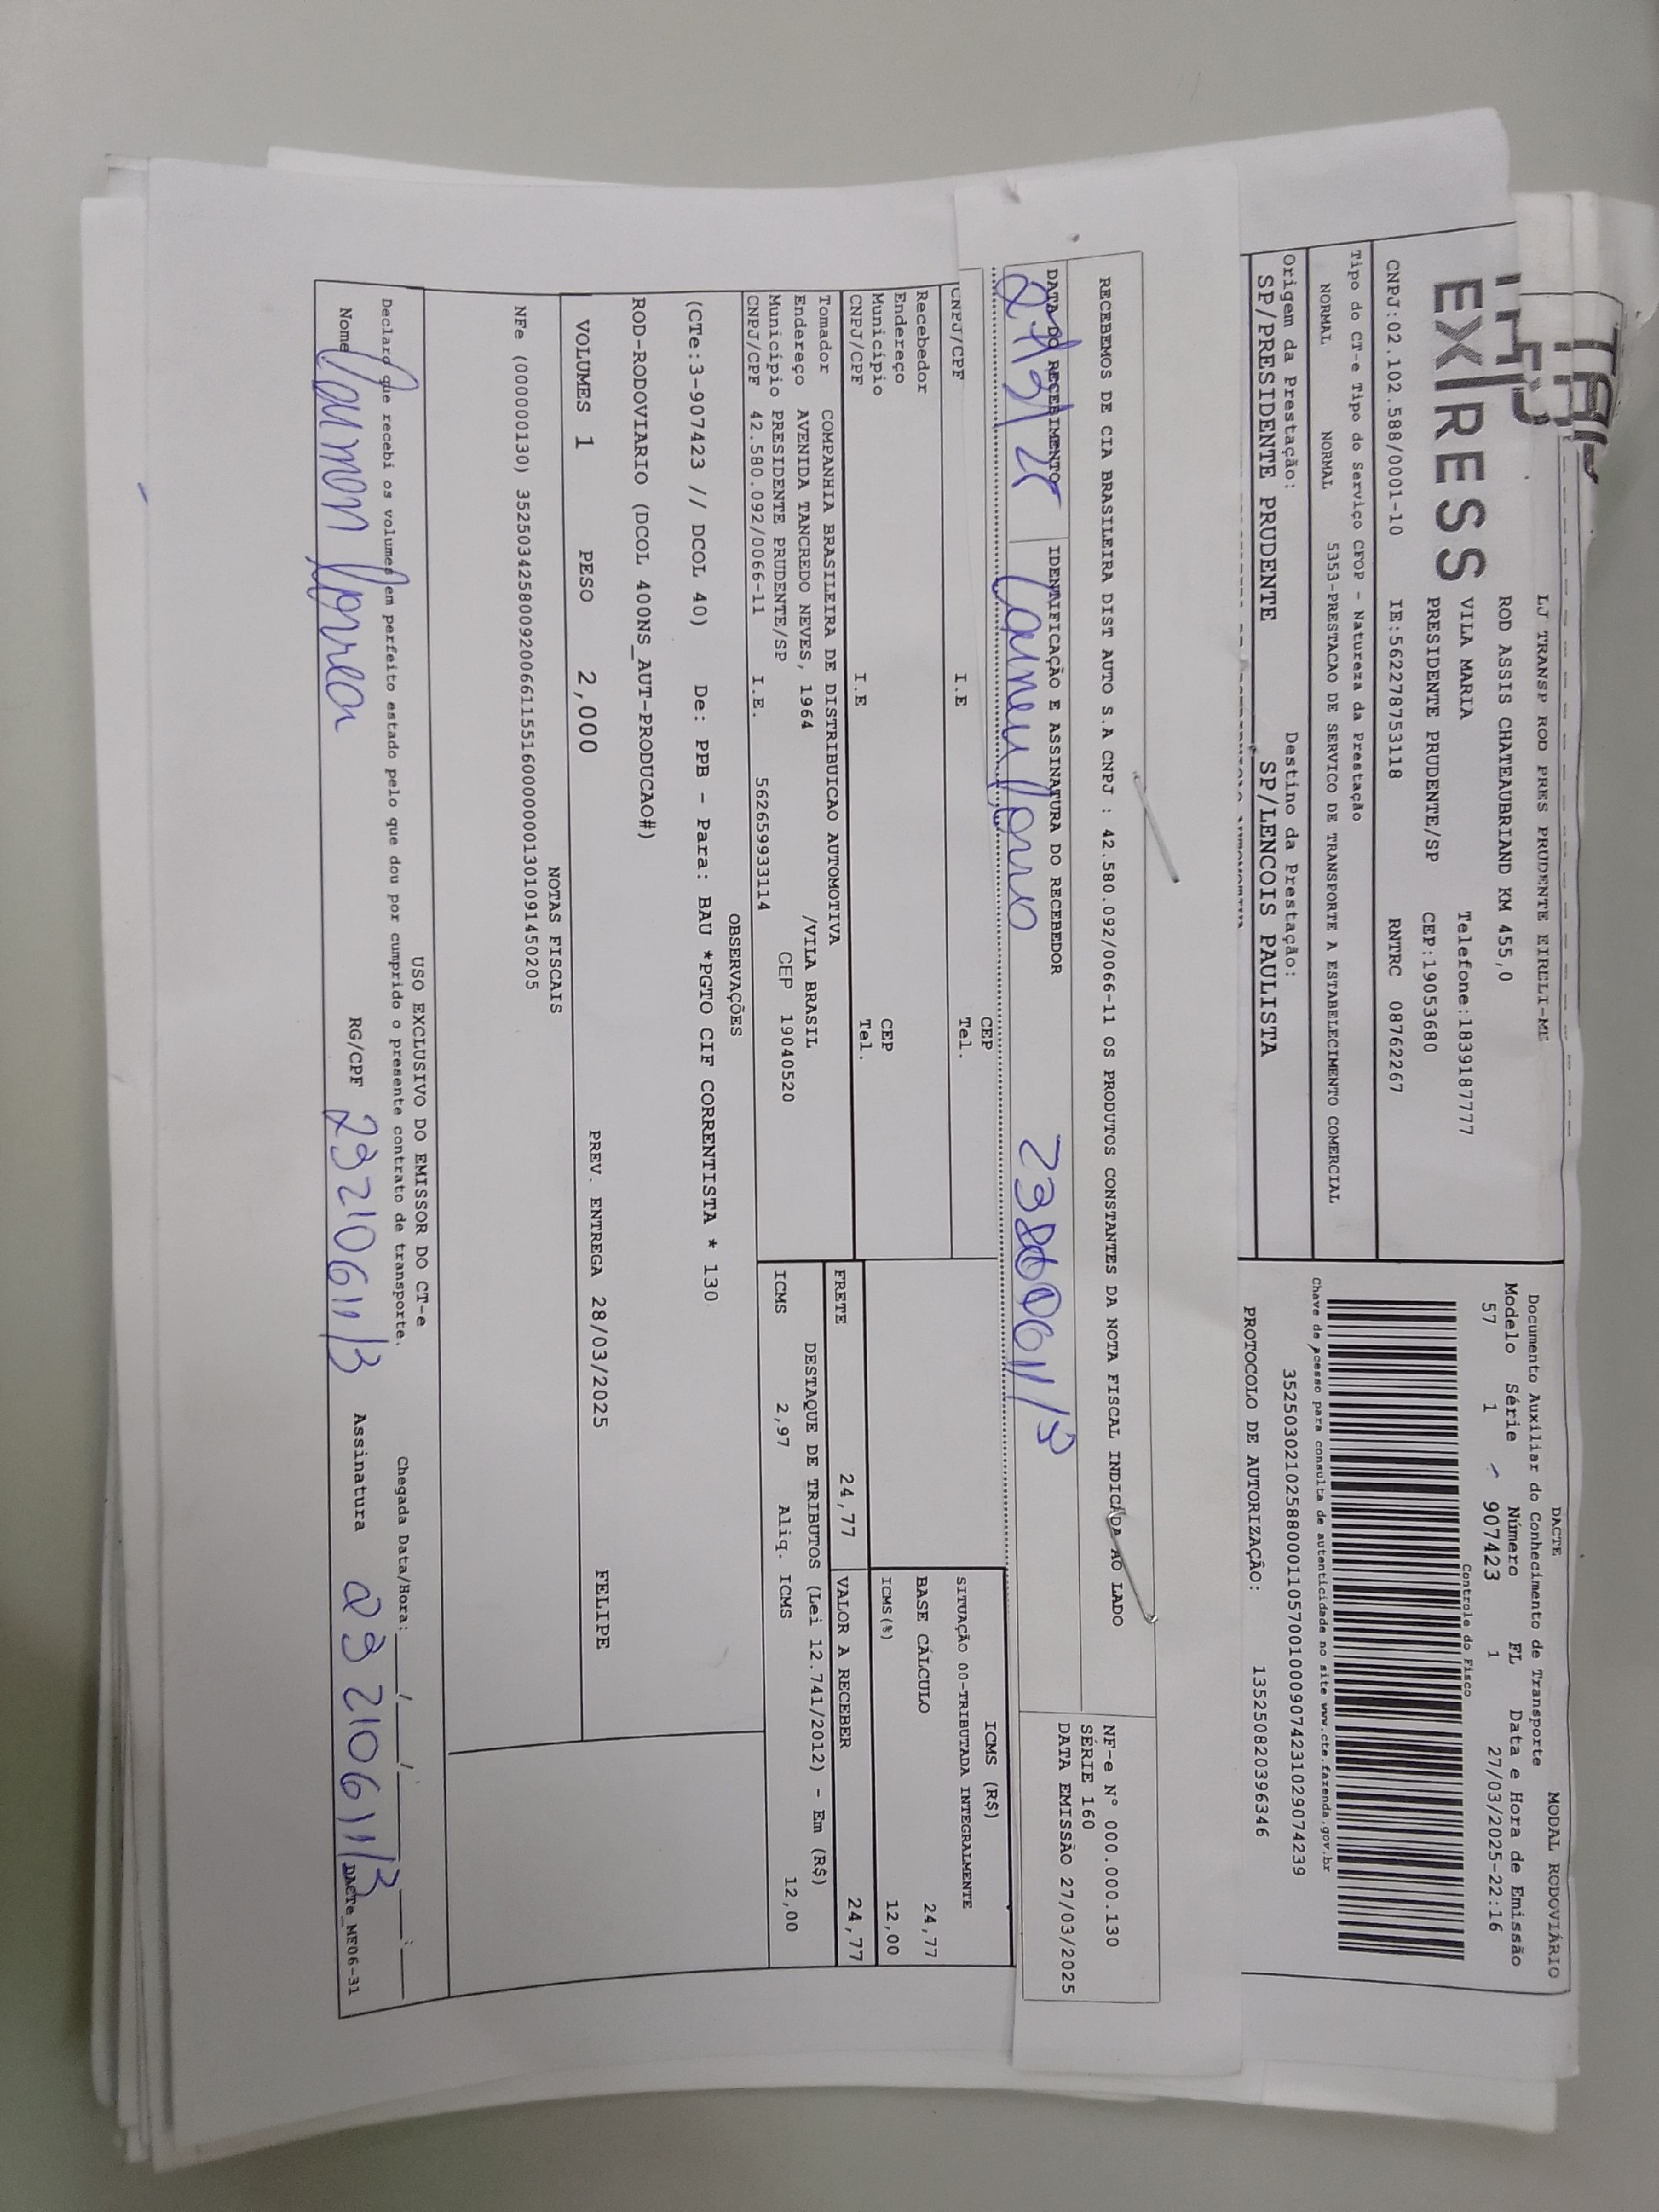 EXPRESS
LJ TRANSP ROD PRES PRUDENTE EIRELI-ME
ROD ASSIS CHATEAUBRIAND KM 455,0
VILA MARIA Telefone:1839187777
PRESIDENTE PRUDENTE/SP CEP:19053680
CNPJ:02.102.588/0001-10 IE:562278753118 RNTRC 08762267
DACTE MODAL RODOVIÁRIO
Documento Auxiliar do Conhecimento de Transporte
Modelo Série Número FL Data e Hora de Emissão
57 1 907423 1 27/03/2025-22:16
Controle do Fisco
Tipo do CT-e Tipo do Serviço CFOP - Natureza da Prestação
NORMAL NORMAL 5353-PRESTACAO DE SERVICO DE TRANSPORTE A ESTABELECIMENTO COMERCIAL
Chave de acesso para consulta de autenticidade no site www.cte.fazenda.gov.br
35250302102588000110570010009074231029074239
Origem da Prestação: Destino da Prestação:
SP/PRESIDENTE PRUDENTE SP/LENCOIS PAULISTA
PROTOCOLO DE AUTORIZAÇÃO: 135250820396346
RECEBEMOS DE CIA BRASILEIRA DIST AUTO S.A CNPJ : 42.580.092/0066-11 OS PRODUTOS CONSTANTES DA NOTA FISCAL INDICADA AO LADO
NF-e Nº 000.000.130
SÉRIE 160
DATA EMISSÃO 27/03/2025
DATA DO RECEBIMENTO IDENTIFICAÇÃO E ASSINATURA DO RECEBEDOR
CNPJ/CPF I.E CEP
Tel.
Recebedor
Endereço
Município CEP
CNPJ/CPF I.E Tel.
ICMS (R$)
SITUAÇÃO 00-TRIBUTADA INTEGRALMENTE
BASE CÁLCULO 24,77
ICMS(%) 12,00
Tomador COMPANHIA BRASILEIRA DE DISTRIBUICAO AUTOMOTIVA
Endereço AVENIDA TANCREDO NEVES, 1964 /VILA BRASIL
Município PRESIDENTE PRUDENTE/SP CEP 19040520
CNPJ/CPF 42.580.092/0066-11 I.E. 562659933114
FRETE 24,77 VALOR A RECEBER 24,77
DESTAQUE DE TRIBUTOS (Lei 12.741/2012) - Em (R$)
ICMS 2,97 Aliq. ICMS 12,00
OBSERVAÇÕES
(CTe:3-907423 // DCOL 40) De: PPB - Para: BAU *PGTO CIF CORRENTISTA * 130
ROD-RODOVIARIO (DCOL 400NS_AUT-PRODUCAO#)
VOLUMES 1 PESO 2,000 PREV. ENTREGA 28/03/2025 FELIPE
NOTAS FISCAIS
NFe (000000130) 35250342580092006611551600000001301091450205
USO EXCLUSIVO DO EMISSOR DO CT-e
Declaro que recebi os volumes em perfeito estado pelo que dou por cumprido o presente contrato de transporte. Chegada Data/Hora: ___/___/___ ___:___
Nome RG/CPF Assinatura
DACTe_ME06-31